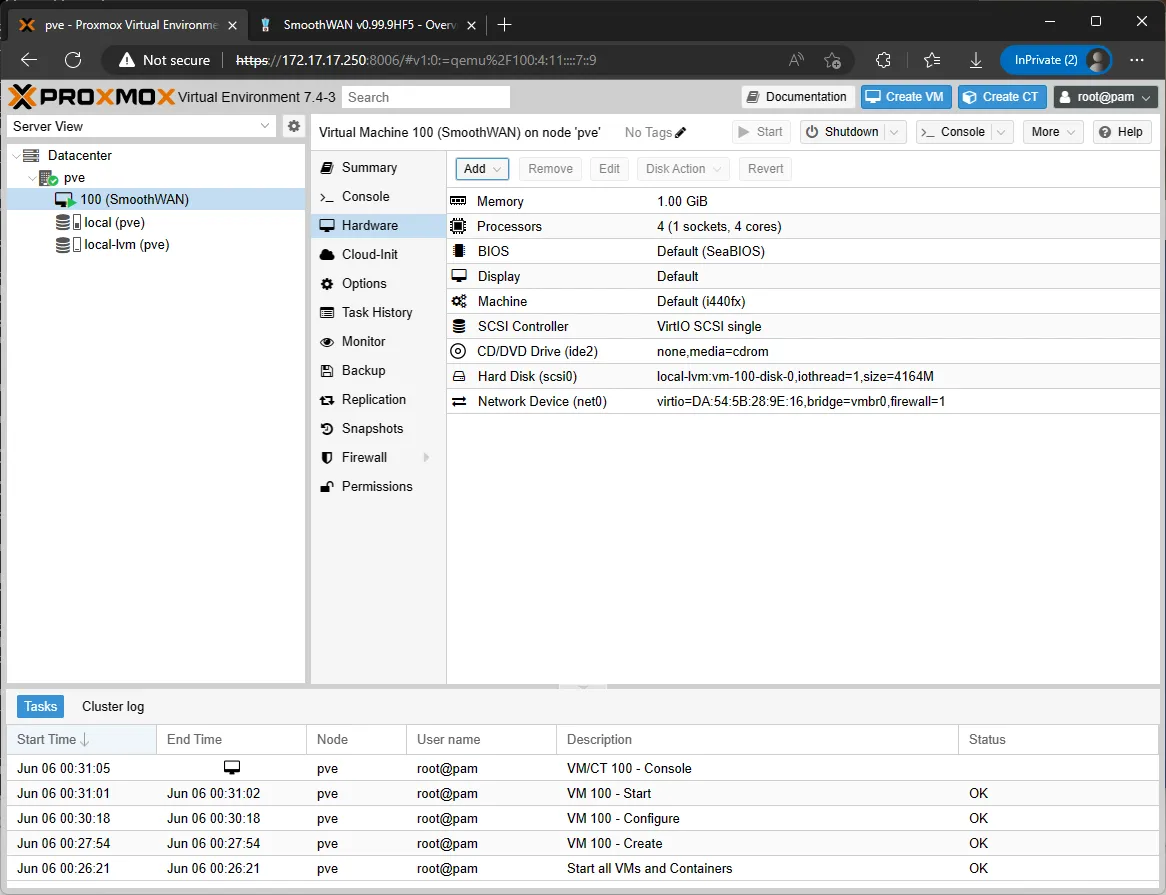 pve - Proxmox Virtual Environme
SmoothWAN v0.99.9HF5 - Overv
Not secure
https://172.17.17.250:8006/#v1:0:=qemu%2F100:4:11::::7::9
InPrivate (2)
PROXMOX Virtual Environment 7.4-3
Search
Documentation
Create VM
Create CT
root@pam
Server View
Virtual Machine 100 (SmoothWAN) on node 'pve'
No Tags
Start
Shutdown
Console
More
Help
Datacenter
pve
100 (SmoothWAN)
local (pve)
local-lvm (pve)
Summary
Console
Hardware
Cloud-Init
Options
Task History
Monitor
Backup
Replication
Snapshots
Firewall
Permissions
Add Remove Edit Disk Action Revert
Memory 1.00 GiB
Processors 4 (1 sockets, 4 cores)
BIOS Default (SeaBIOS)
Display Default
Machine Default (i440fx)
SCSI Controller VirtIO SCSI single
CD/DVD Drive (ide2) none,media=cdrom
Hard Disk (scsi0) local-lvm:vm-100-disk-0,iothread=1,size=4164M
Network Device (net0) virtio=DA:54:5B:28:9E:16,bridge=vmbr0,firewall=1
Tasks Cluster log
Start Time End Time Node User name Description Status
Jun 06 00:31:05 pve root@pam VM/CT 100 - Console
Jun 06 00:31:01 Jun 06 00:31:02 pve root@pam VM 100 - Start OK
Jun 06 00:30:18 Jun 06 00:30:18 pve root@pam VM 100 - Configure OK
Jun 06 00:27:54 Jun 06 00:27:54 pve root@pam VM 100 - Create OK
Jun 06 00:26:21 Jun 06 00:26:21 pve root@pam Start all VMs and Containers OK